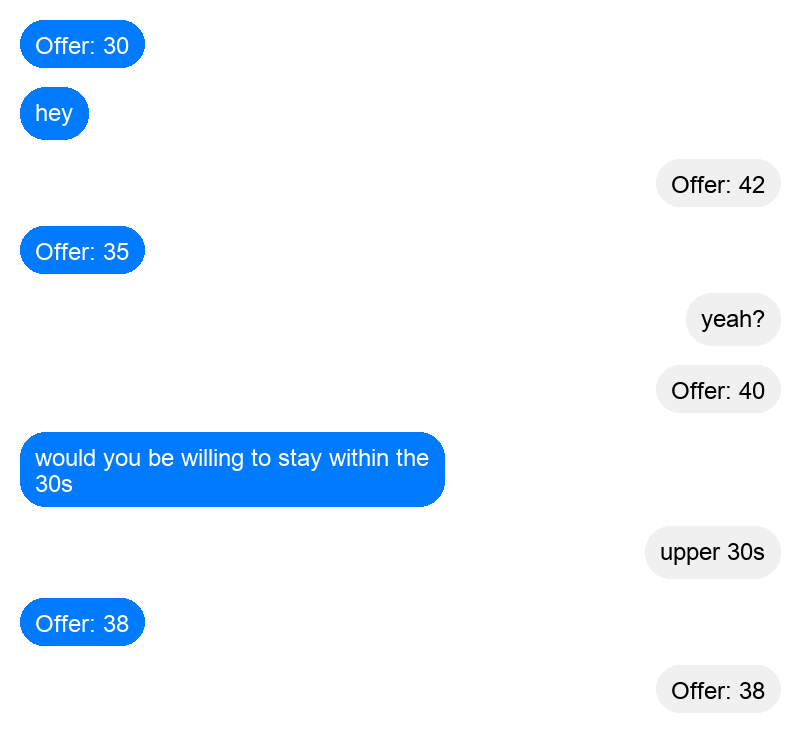 Offer: 30
hey
Offer: 42
Offer: 35
yeah?
Offer: 40
would you be willing to stay within the
30s
upper 30s
Offer: 38
Offer: 38